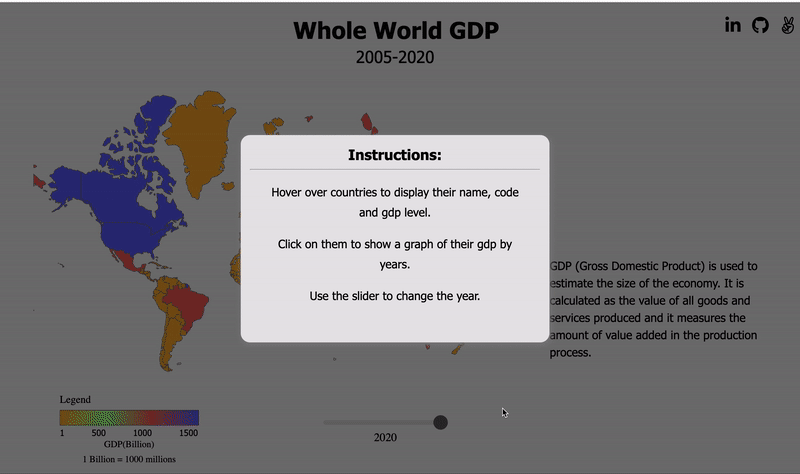 Whole World GDP
2005-2020
in
Instructions:
Hover over countries to display their name, code
and gdp level.
Click on them to show a graph of their gdp by
years.
Use the slider to change the year.
GDP (Gross Domestic Product) is used to
estimate the size of the economy. It is
calculated as the value of all goods and
services produced and it measures the
amount of value added in the production
process.
Legend
1 500 1000 1500
GDP(Billion)
1 Billion = 1000 millions
2020